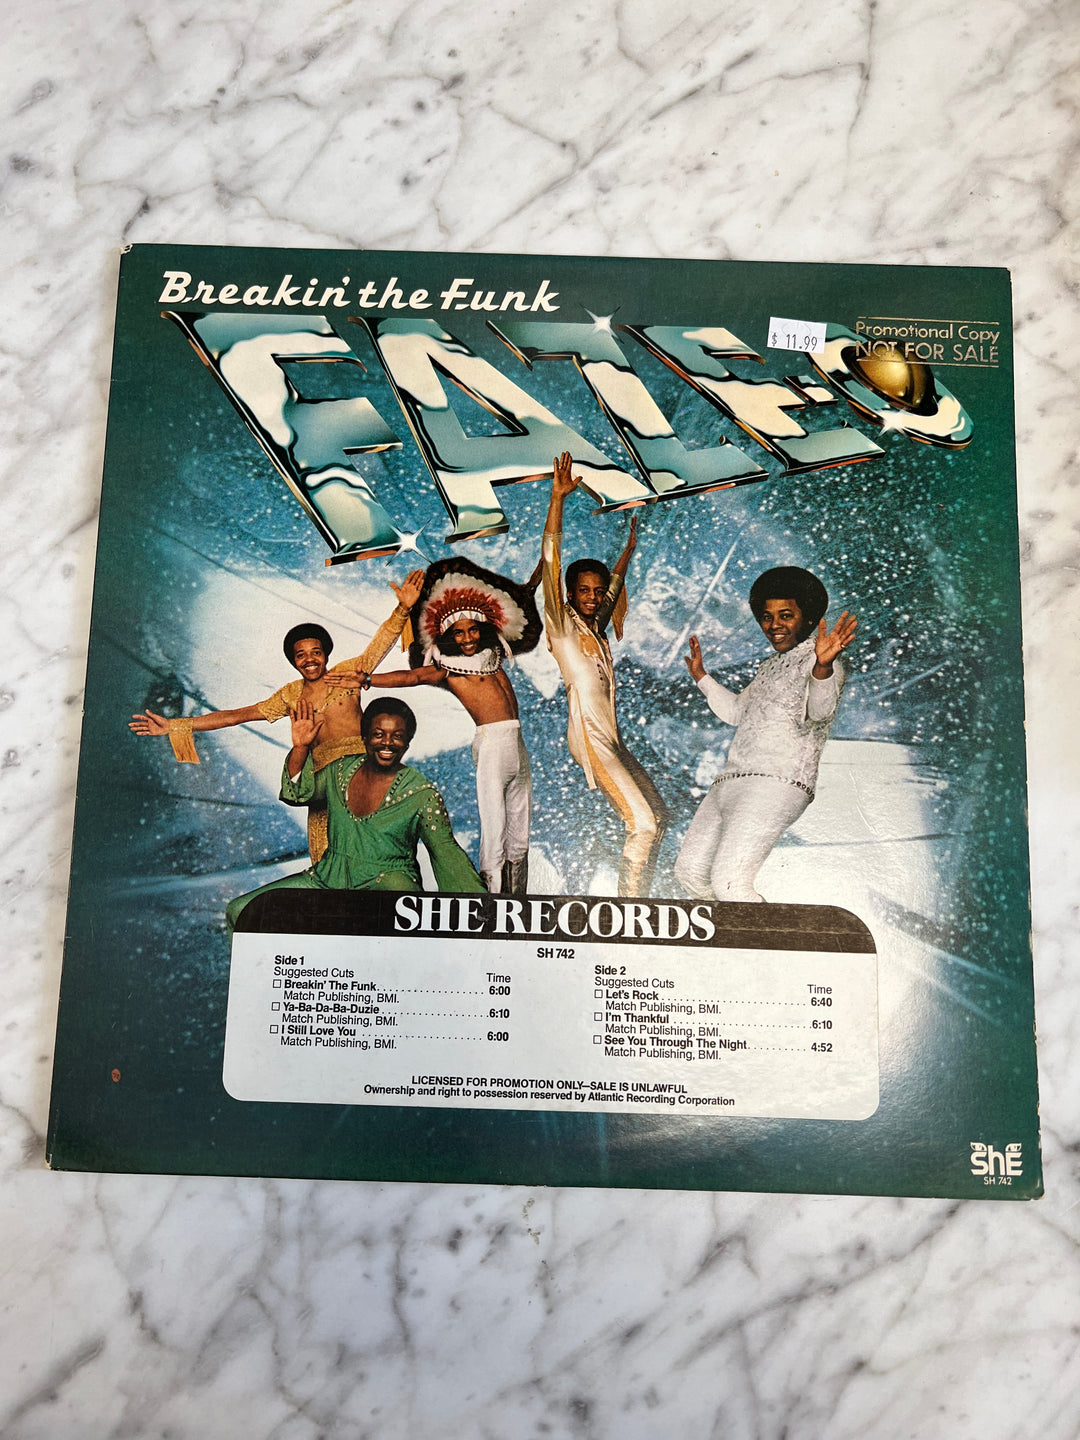 Breakin' the Funk
FAZE-O
$ 11.99
Promotional Copy
NOT FOR SALE
SHE RECORDS
SH 742
Side 1
Suggested Cuts Time
☐ Breakin' The Funk 6:00
Match Publishing, BMI.
☐ Ya-Ba-Da-Ba-Duzie 6:10
Match Publishing, BMI.
☐ I Still Love You 6:00
Match Publishing, BMI.
Side 2
Suggested Cuts Time
☐ Let's Rock 6:40
Match Publishing, BMI.
☐ I'm Thankful 6:10
Match Publishing, BMI.
☐ See You Through The Night 4:52
Match Publishing, BMI.
LICENSED FOR PROMOTION ONLY—SALE IS UNLAWFUL
Ownership and right to possession reserved by Atlantic Recording Corporation
ShE
SH 742